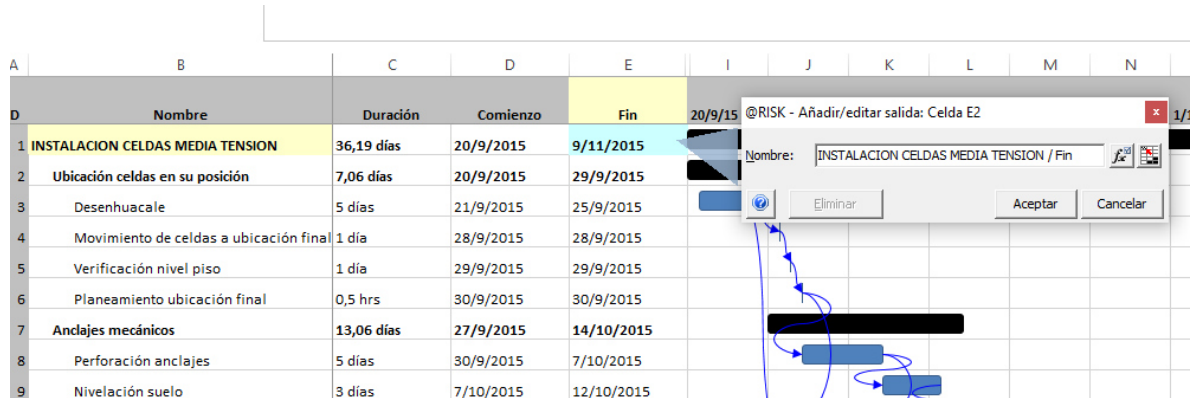 A B C D E I J K L M N
D Nombre Duración Comienzo Fin 20/9/15 1/1
@RISK - Añadir/editar salida: Celda E2 x
Nombre: INSTALACION CELDAS MEDIA TENSION / Fin fx
? Eliminar Aceptar Cancelar
1 INSTALACION CELDAS MEDIA TENSION 36,19 días 20/9/2015 9/11/2015
2 Ubicación celdas en su posición 7,06 días 20/9/2015 29/9/2015
3 Desenhuacale 5 días 21/9/2015 25/9/2015
4 Movimiento de celdas a ubicación final 1 día 28/9/2015 28/9/2015
5 Verificación nivel piso 1 día 29/9/2015 29/9/2015
6 Planeamiento ubicación final 0,5 hrs 30/9/2015 30/9/2015
7 Anclajes mecánicos 13,06 días 27/9/2015 14/10/2015
8 Perforación anclajes 5 días 30/9/2015 7/10/2015
9 Nivelación suelo 3 días 7/10/2015 12/10/2015